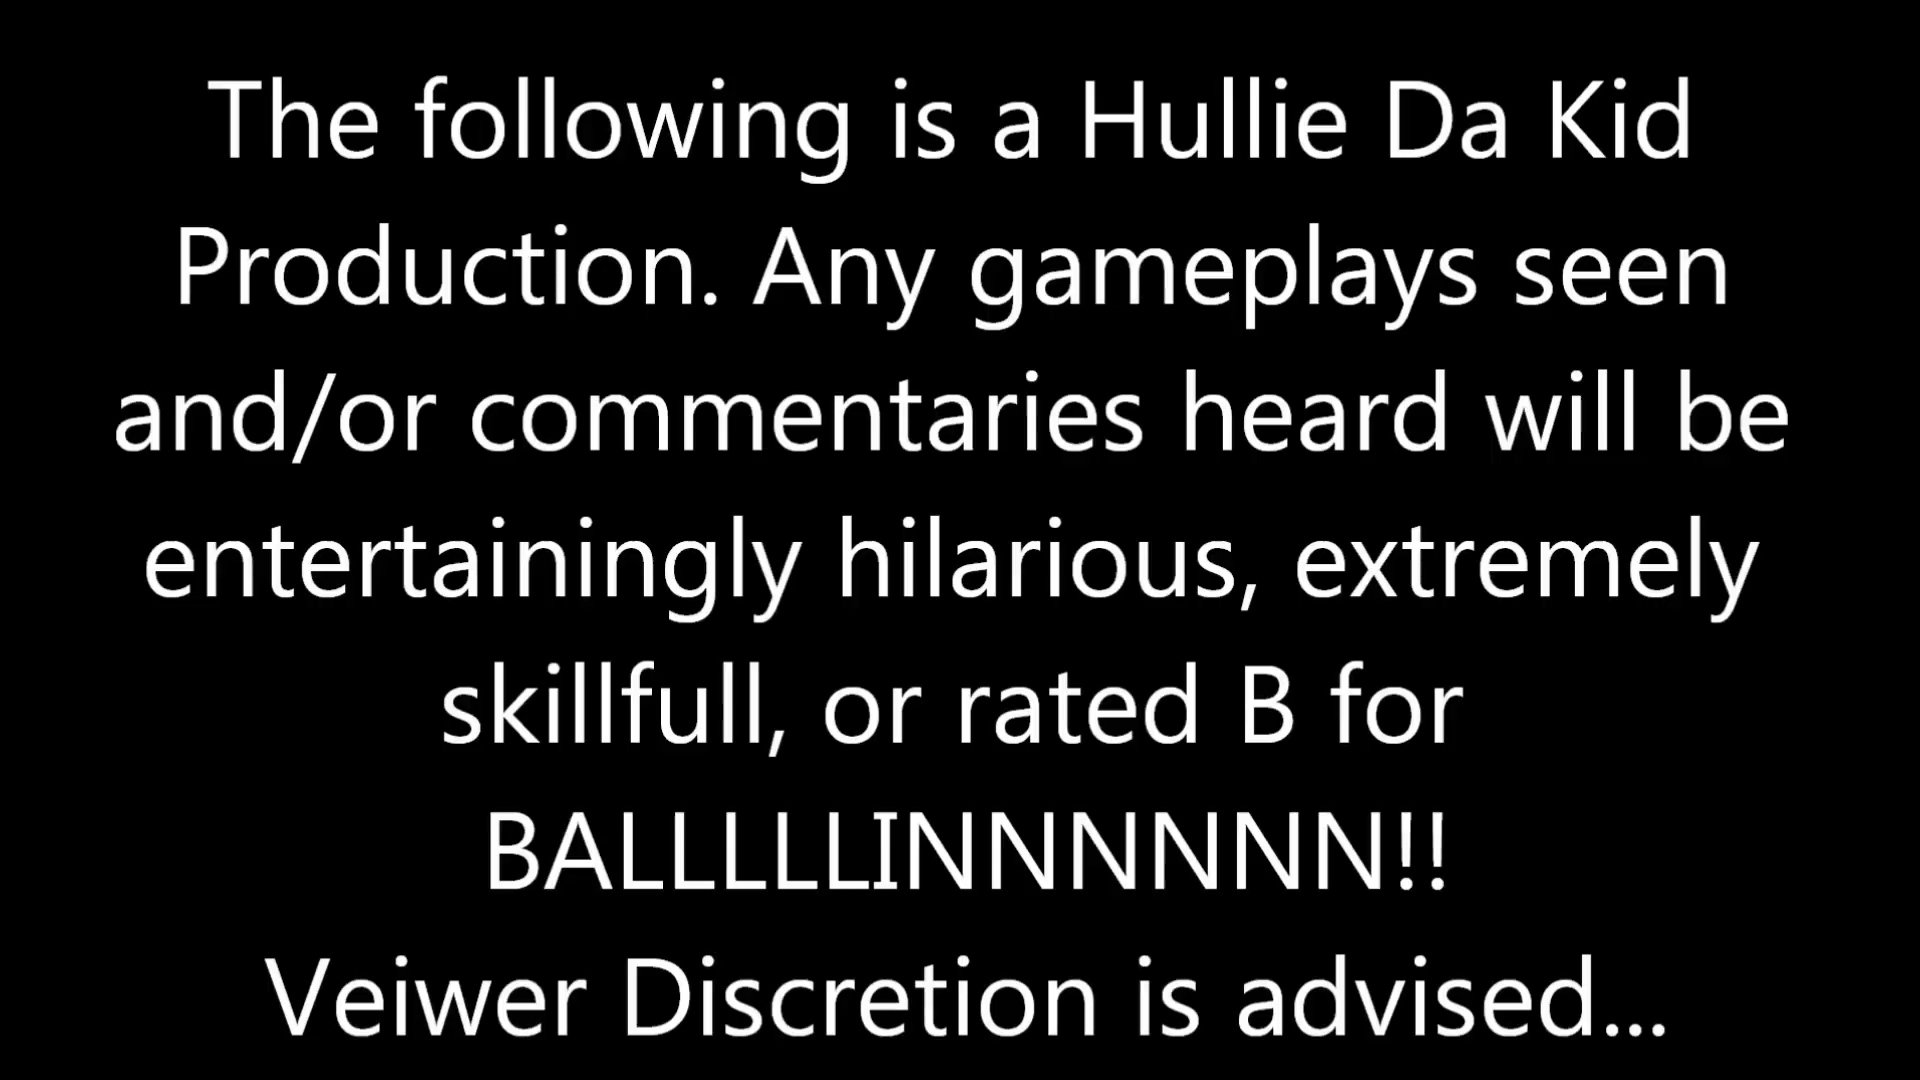 The following is a Hullie Da Kid
Production. Any gameplays seen
and/or commentaries heard will be
entertainingly hilarious, extremely
skillfull, or rated B for
BALLLLLINNNNNN!!
Veiwer Discretion is advised...